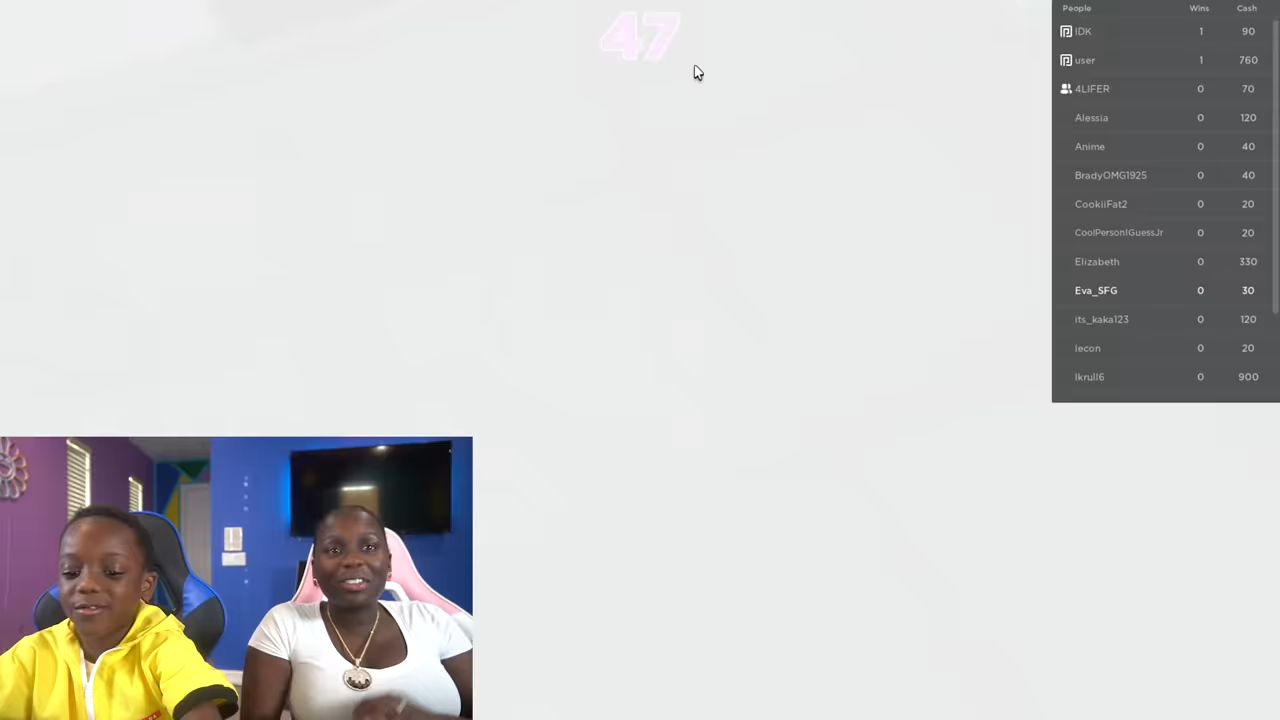 47
People Wins Cash
IDK 1 90
user 1 760
4LIFER 0 70
Alessia 0 120
Anime 0 40
BradyOMG1925 0 40
CookiiFat2 0 20
CoolPersonIGuessJr 0 20
Elizabeth 0 330
Eva_SFG 0 30
its_kaka123 0 120
lecon 0 20
lkrull6 0 900